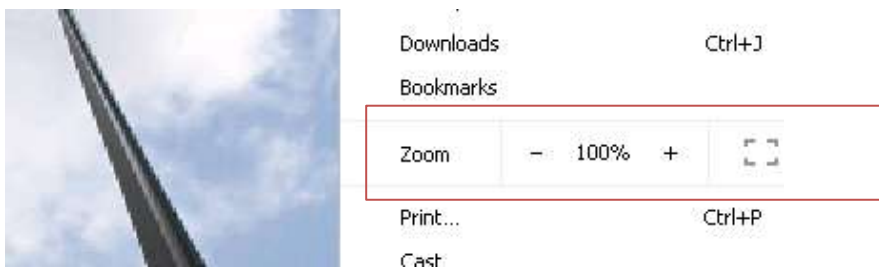 Downloads Ctrl+J
Bookmarks
Zoom − 100% +
Print... Ctrl+P
Cast